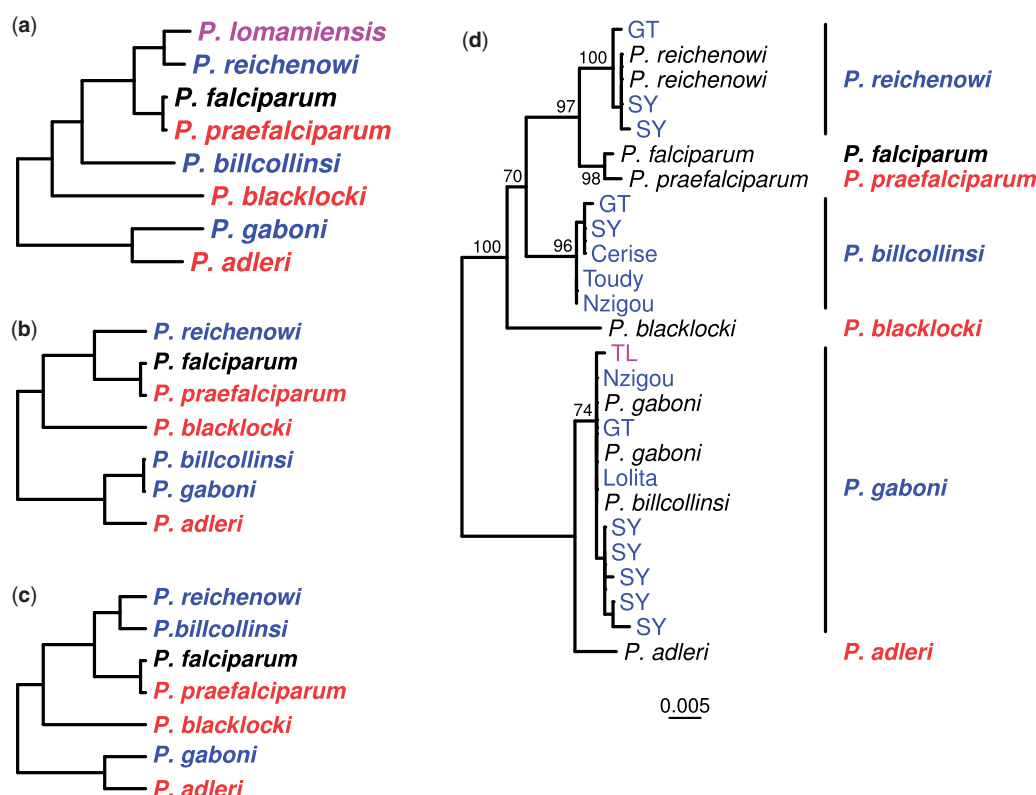 (a)
P. lomamiensis
P. reichenowi
P. falciparum
P. praefalciparum
P. billcollinsi
P. blacklocki
P. gaboni
P. adleri
(b)
P. reichenowi
P. falciparum
P. praefalciparum
P. blacklocki
P. billcollinsi
P. gaboni
P. adleri
(c)
P. reichenowi
P.billcollinsi
P. falciparum
P. praefalciparum
P. blacklocki
P. gaboni
P. adleri
(d)
GT
P. reichenowi
100
P. reichenowi
P. reichenowi
SY
97
SY
P. falciparum
P. falciparum
98
P. praefalciparum
P. praefalciparum
70
GT
SY
100
96
Cerise
P. billcollinsi
Toudy
Nzigou
P. blacklocki
P. blacklocki
TL
Nzigou
P. gaboni
74
GT
P. gaboni
Lolita
P. gaboni
P. billcollinsi
SY
SY
SY
SY
SY
P. adleri
P. adleri
0.005